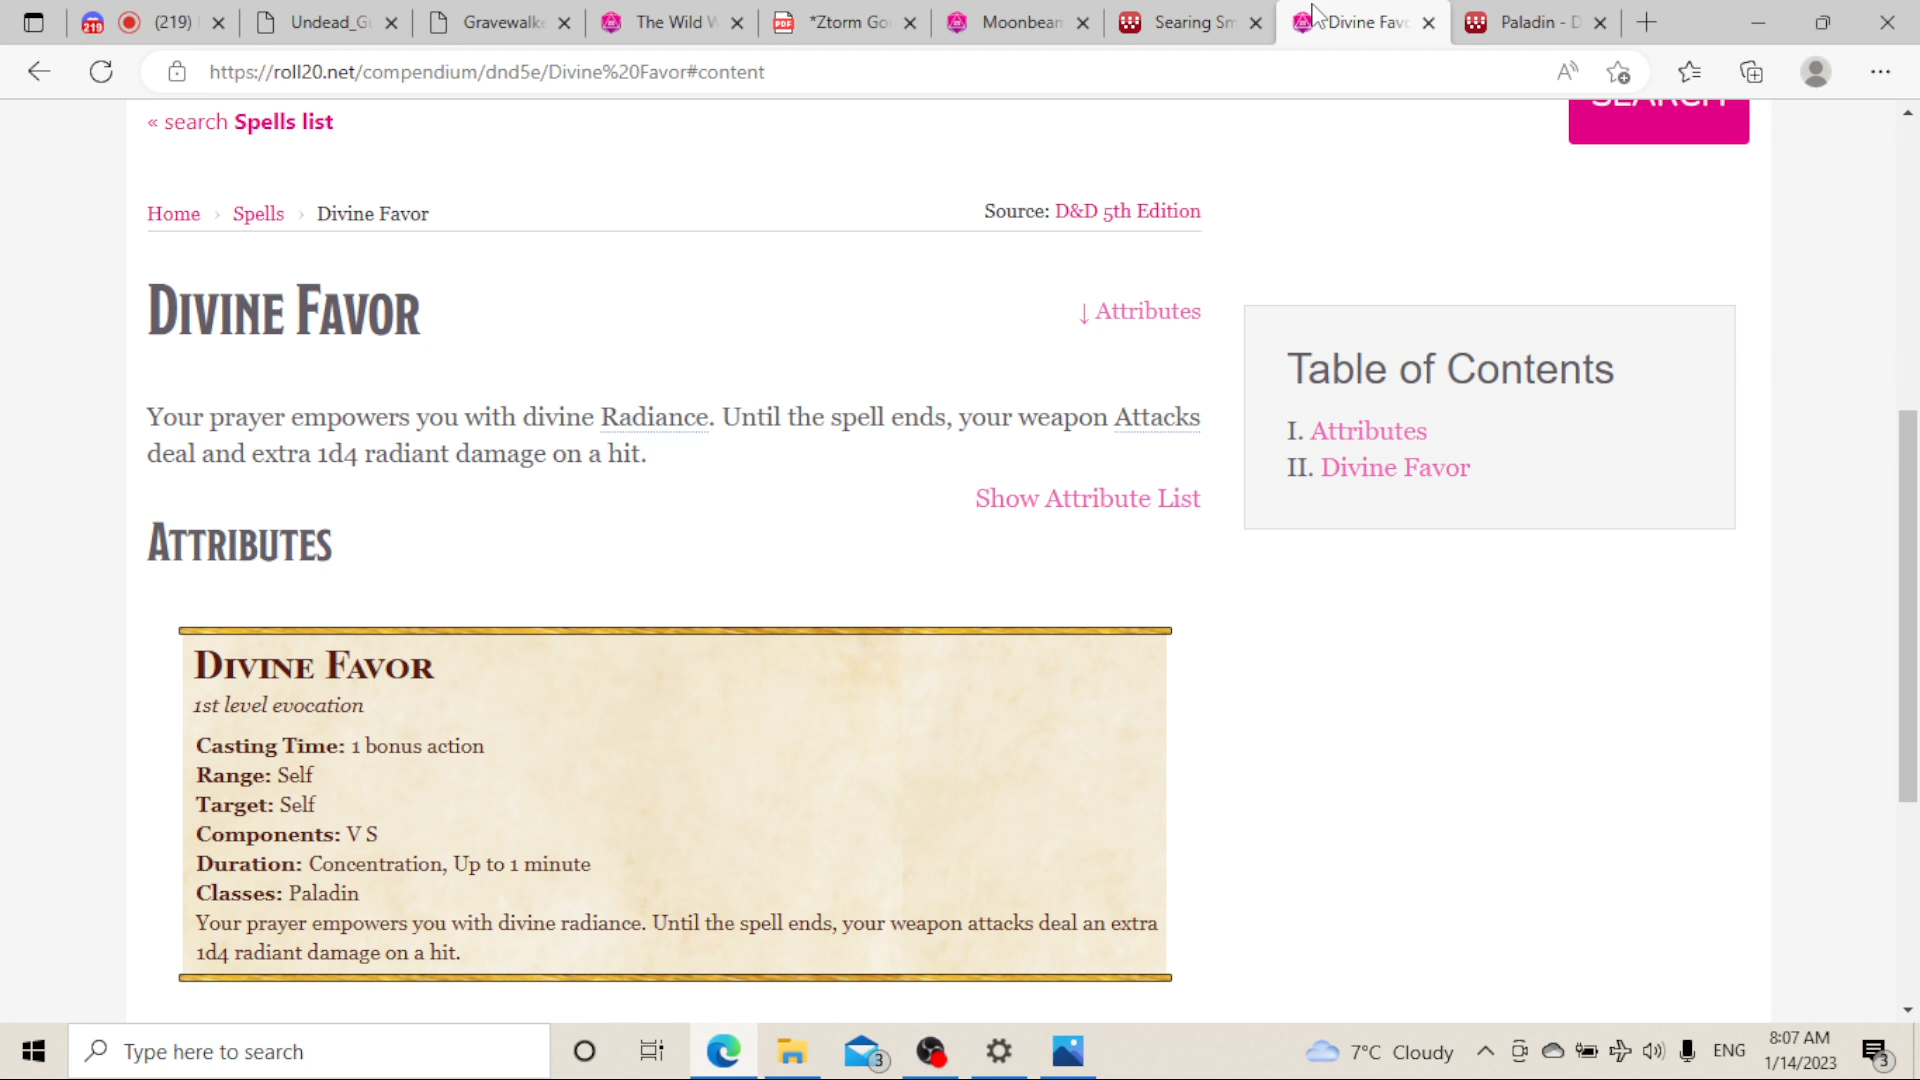 219 (219) Undead_G Gravewalke The Wild W *Ztorm Go Moonbeam Searing Sm Divine Favo Paladin - D
https://roll20.net/compendium/dnd5e/Divine%20Favor#content
SEARCH
« search Spells list
Home › Spells › Divine Favor Source: D&D 5th Edition
Divine Favor ↓ Attributes
Table of Contents
I. Attributes
II. Divine Favor
Your prayer empowers you with divine Radiance. Until the spell ends, your weapon Attacks
deal and extra 1d4 radiant damage on a hit.
Show Attribute List
Attributes
Divine Favor
1st level evocation
Casting Time: 1 bonus action
Range: Self
Target: Self
Components: V S
Duration: Concentration, Up to 1 minute
Classes: Paladin
Your prayer empowers you with divine radiance. Until the spell ends, your weapon attacks deal an extra
1d4 radiant damage on a hit.
Type here to search 3 7°C Cloudy ENG 8:07 AM 3
1/14/2023